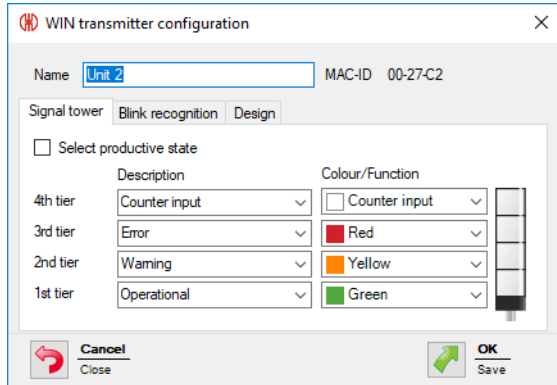 WIN transmitter configuration
Name Unit 2 MAC-ID 00-27-C2
Signal tower Blink recognition Design
Select productive state
Description Colour/Function
4th tier Counter input Counter input
3rd tier Error Red
2nd tier Warning Yellow
1st tier Operational Green
Cancel OK
Close Save